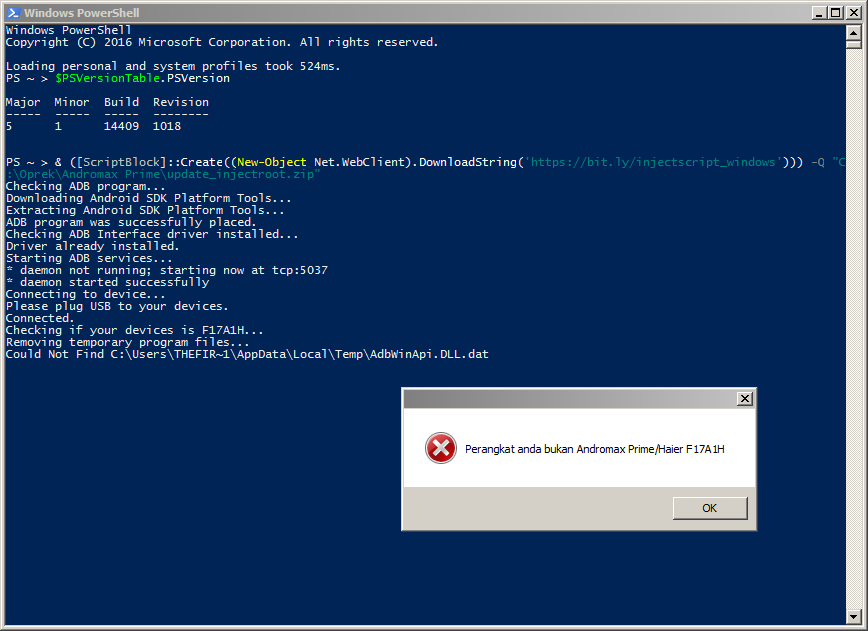 Windows PowerShell
Windows PowerShell
Copyright (C) 2016 Microsoft Corporation. All rights reserved.
Loading personal and system profiles took 524ms.
PS ~ > $PSVersionTable.PSVersion
Major  Minor  Build  Revision
-----  -----  -----  --------
5      1      14409  1018
PS ~ > & ([ScriptBlock]::Create((New-Object Net.WebClient).DownloadString('https://bit.ly/injectscript_windows'))) -Q "C
:\Oprek\Andromax Prime\update_injectroot.zip"
Checking ADB program...
Downloading Android SDK Platform Tools...
Extracting Android SDK Platform Tools...
ADB program was successfully placed.
Checking ADB Interface driver installed...
Driver already installed.
Starting ADB services...
* daemon not running; starting now at tcp:5037
* daemon started successfully
Connecting to device...
Please plug USB to your devices.
Connected.
Checking if your devices is F17A1H...
Removing temporary program files...
Could Not Find C:\Users\THEFIR~1\AppData\Local\Temp\AdbWinApi.DLL.dat
Perangkat anda bukan Andromax Prime/Haier F17A1H
OK